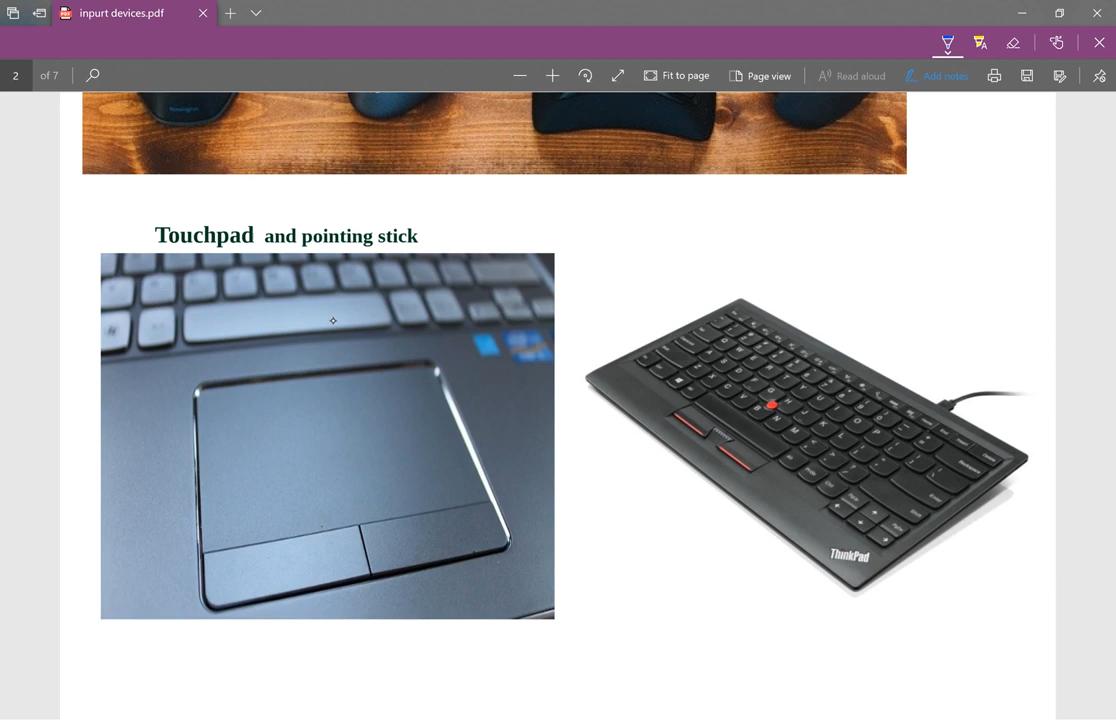 inpurt devices.pdf
2 of 7
Fit to page
Page view
Read aloud
Add notes
Kensington
Touchpad and pointing stick
ThinkPad